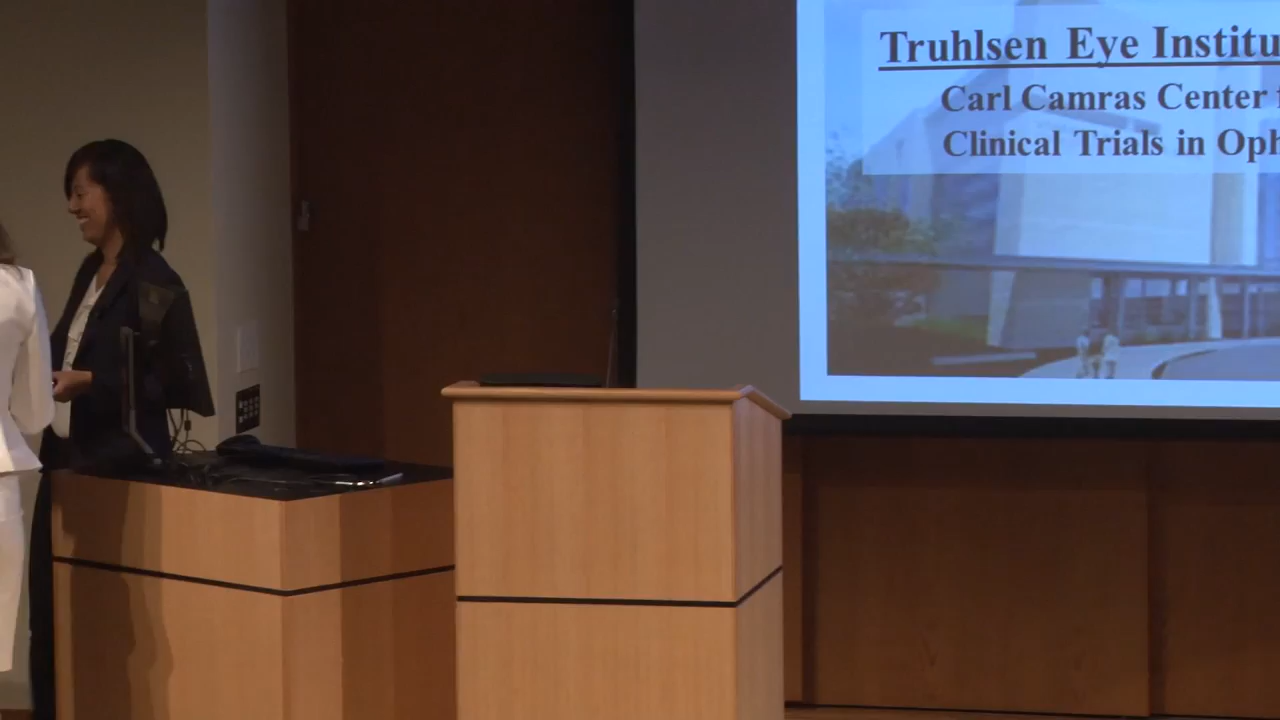 Truhlsen Eye Institu
Carl Camras Center f
Clinical Trials in Oph